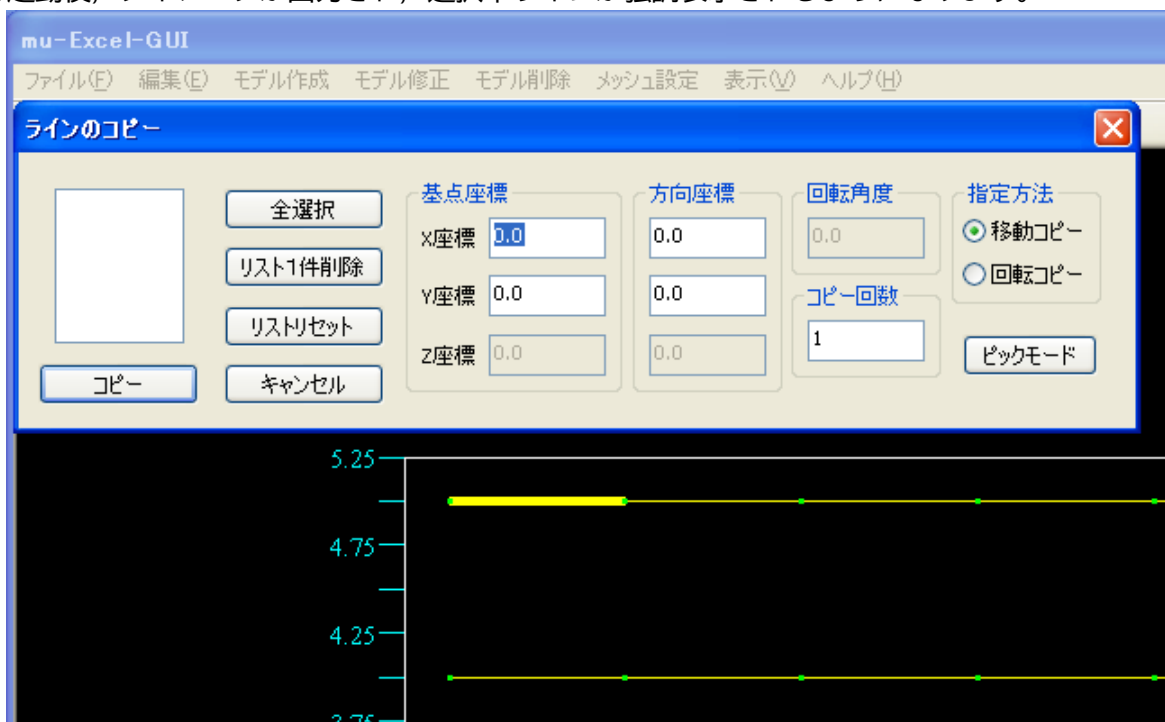 mu-Excel-GUI
ファイル(F) 編集(E) モデル作成 モデル修正 モデル削除 メッシュ設定 表示(V) ヘルプ(H)
ラインのコピー
全選択
リスト1件削除
リストリセット
コピー
キャンセル
基点座標
X座標 0.0
Y座標 0.0
Z座標 0.0
方向座標
0.0
0.0
0.0
回転角度
0.0
コピー回数
1
指定方法
移動コピー
回転コピー
ピックモード
5.25
4.75
4.25
3.75